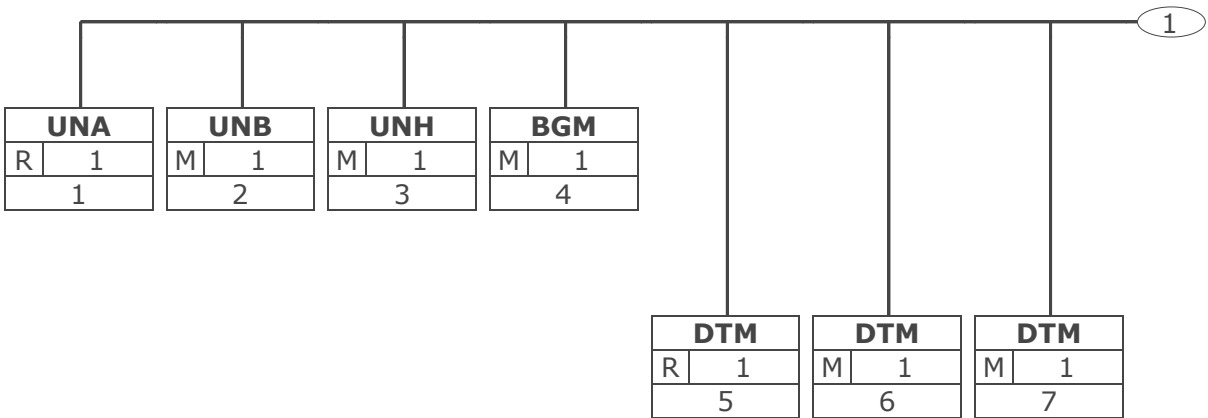 1
UNA UNB UNH BGM
R 1 M 1 M 1 M 1
1 2 3 4
DTM DTM DTM
R 1 M 1 M 1
5 6 7